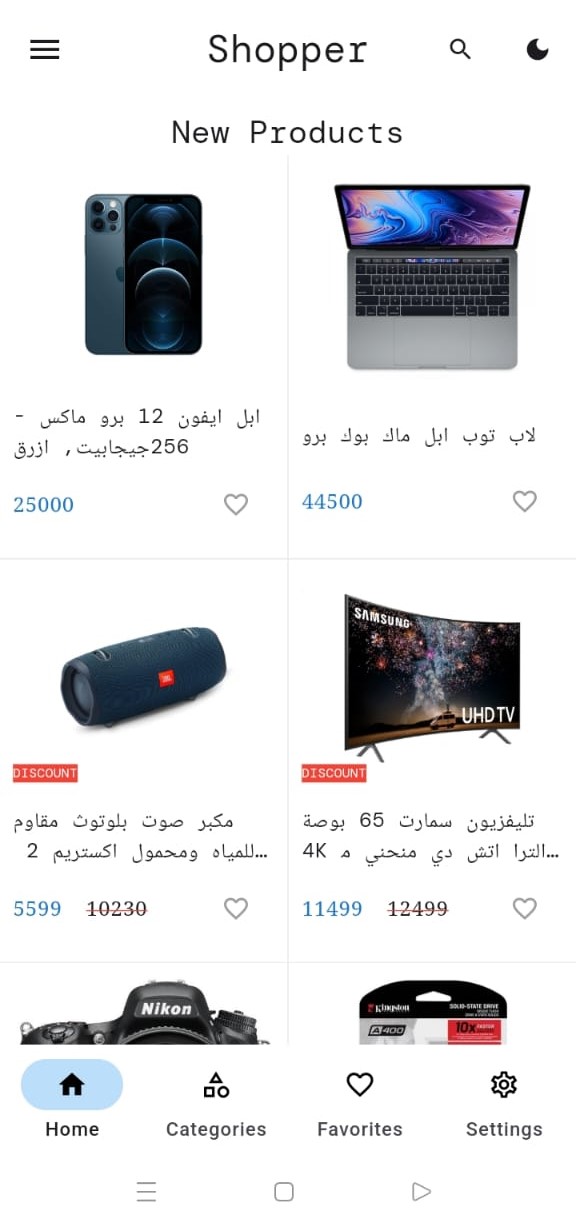 Shopper
New Products
ابل ايفون 12 برو ماكس -
256جيجابيت, ازرق
لاب توب ابل ماك بوك برو
25000
44500
JBL
SAMSUNG
UHD TV
DISCOUNT
DISCOUNT
مكبر صوت بلوتوث مقاوم
للمياه ومحمول اكستريم 2...
تليفزيون سمارت 65 بوصة
الترا اتش دي منحني م 4K...
5599 10230
11499 12499
Nikon
Kingston
SOLID-STATE DRIVE
A400
10x FASTER
Home
Categories
Favorites
Settings